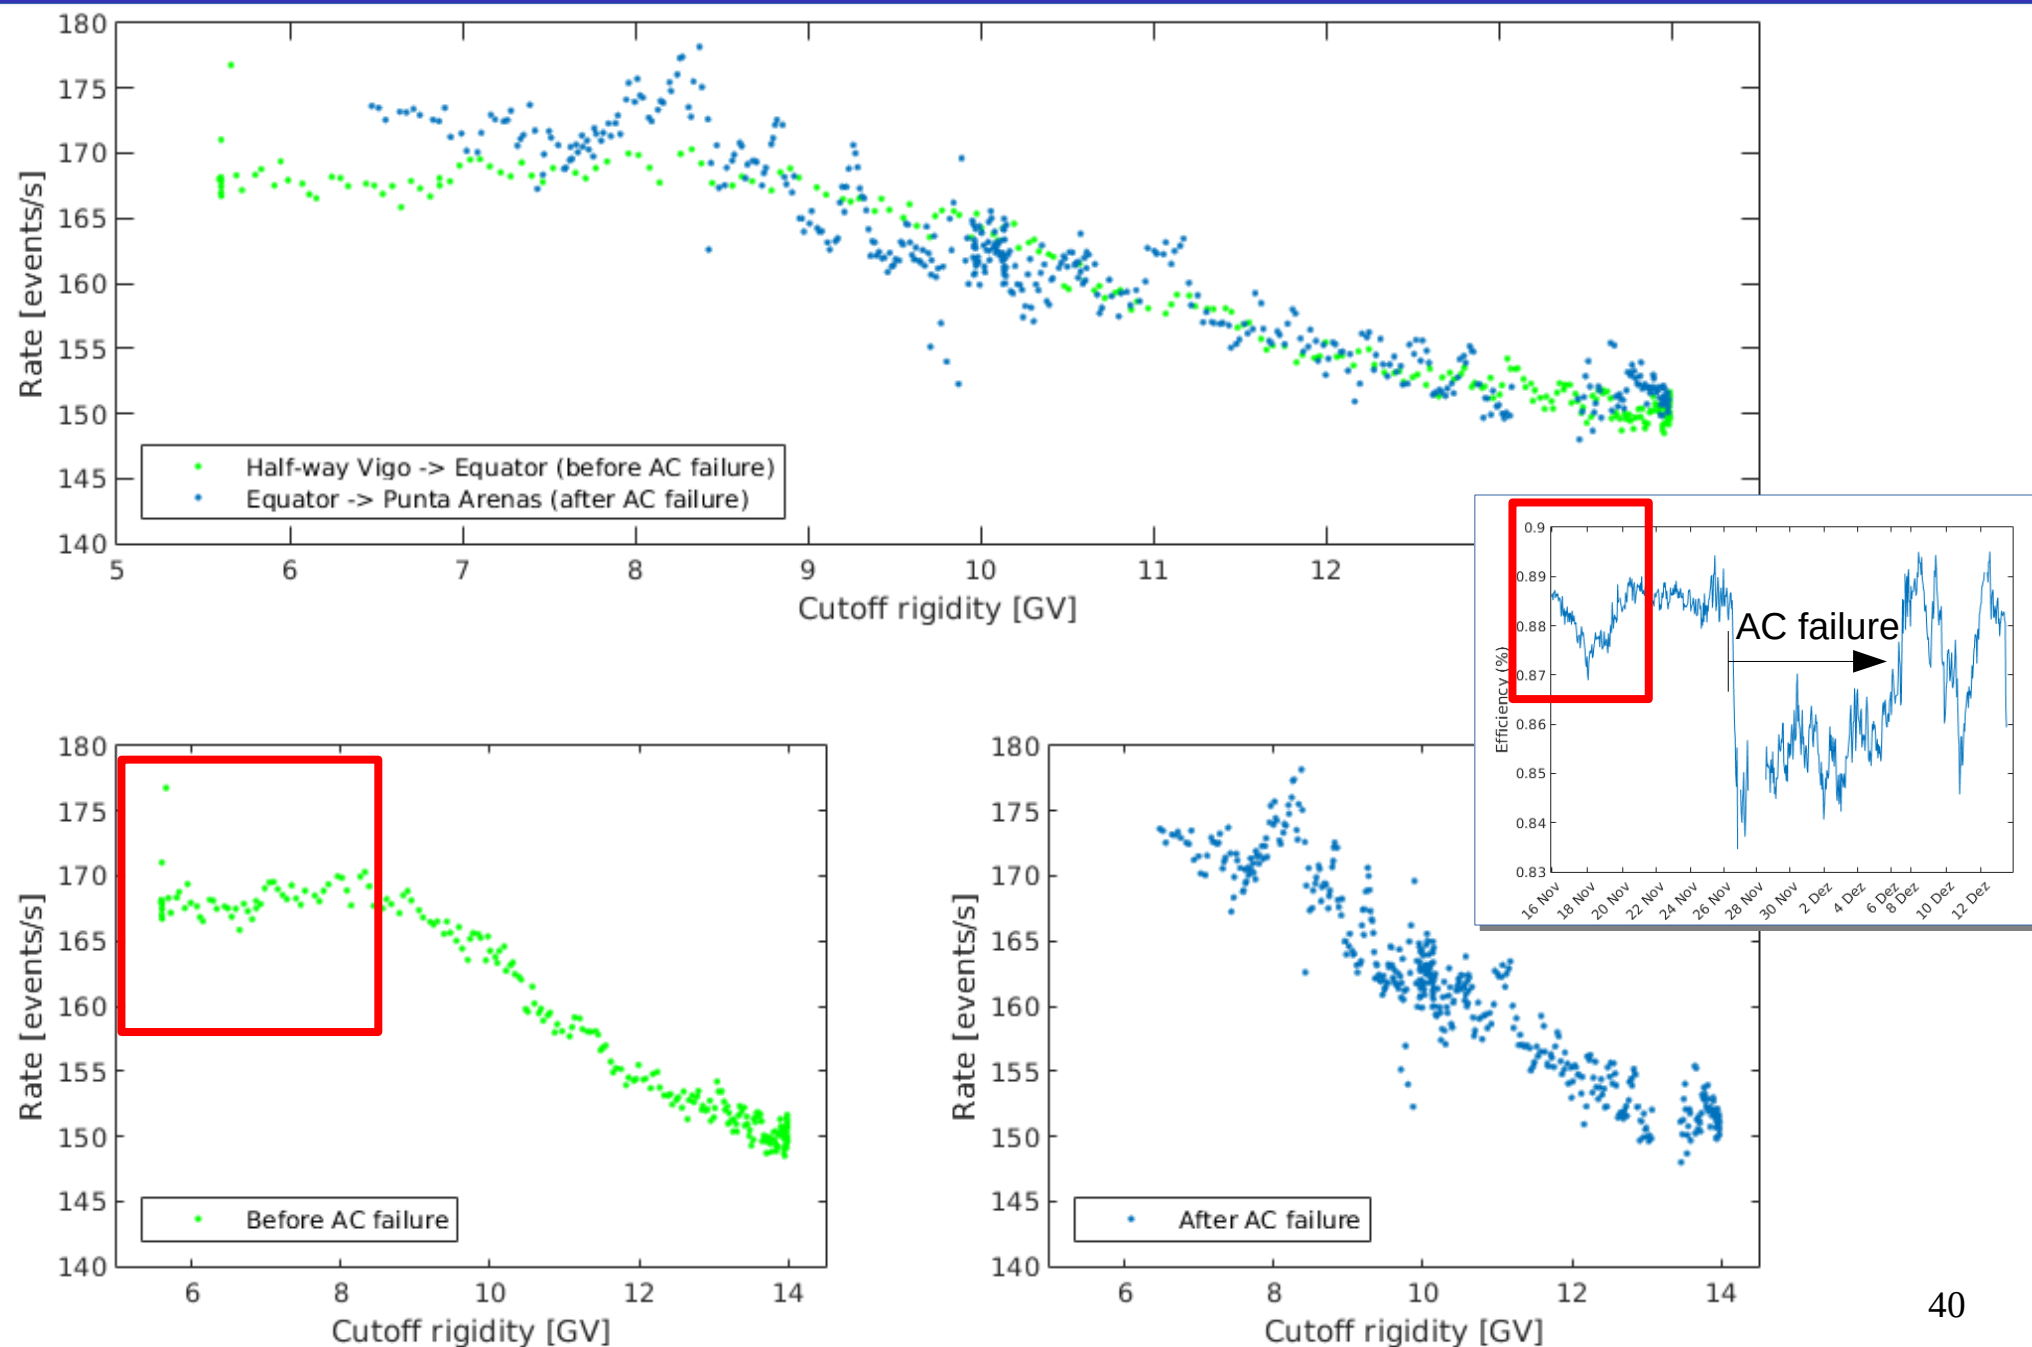 180
175
170
165
160
155
150
145
140
Rate [events/s]
Half-way Vigo -> Equator (before AC failure)
Equator -> Punta Arenas (after AC failure)
5 6 7 8 9 10 11 12
Cutoff rigidity [GV]
0.9
0.89
0.88
0.87
0.86
0.85
0.84
0.83
Efficiency (%)
AC failure
16 Nov 18 Nov 20 Nov 22 Nov 24 Nov 26 Nov 28 Nov 30 Nov 2 Dez 4 Dez 6 Dez 8 Dez 10 Dez 12 Dez
180
175
170
165
160
155
150
145
140
Rate [events/s]
Before AC failure
6 8 10 12 14
Cutoff rigidity [GV]
180
175
170
165
160
155
150
145
140
Rate [events/s]
After AC failure
6 8 10 12 14
Cutoff rigidity [GV]
40